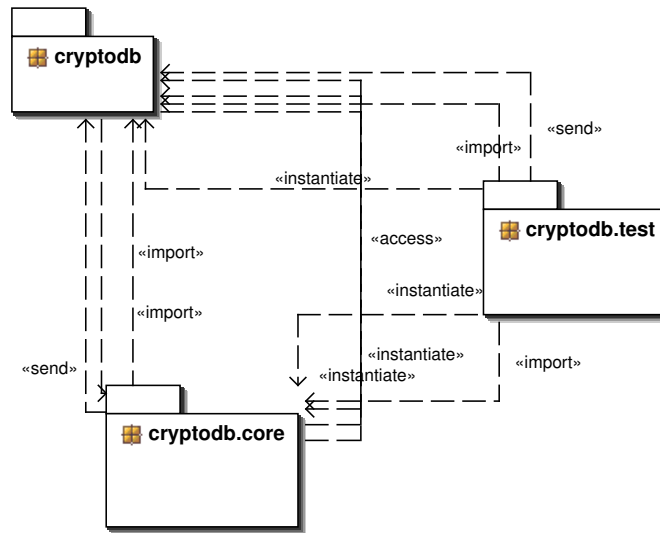 cryptodb
«send»
«import»
«instantiate»
cryptodb.test
«access»
«import»
«instantiate»
«import»
«instantiate»
«import»
«send»
«instantiate»
cryptodb.core